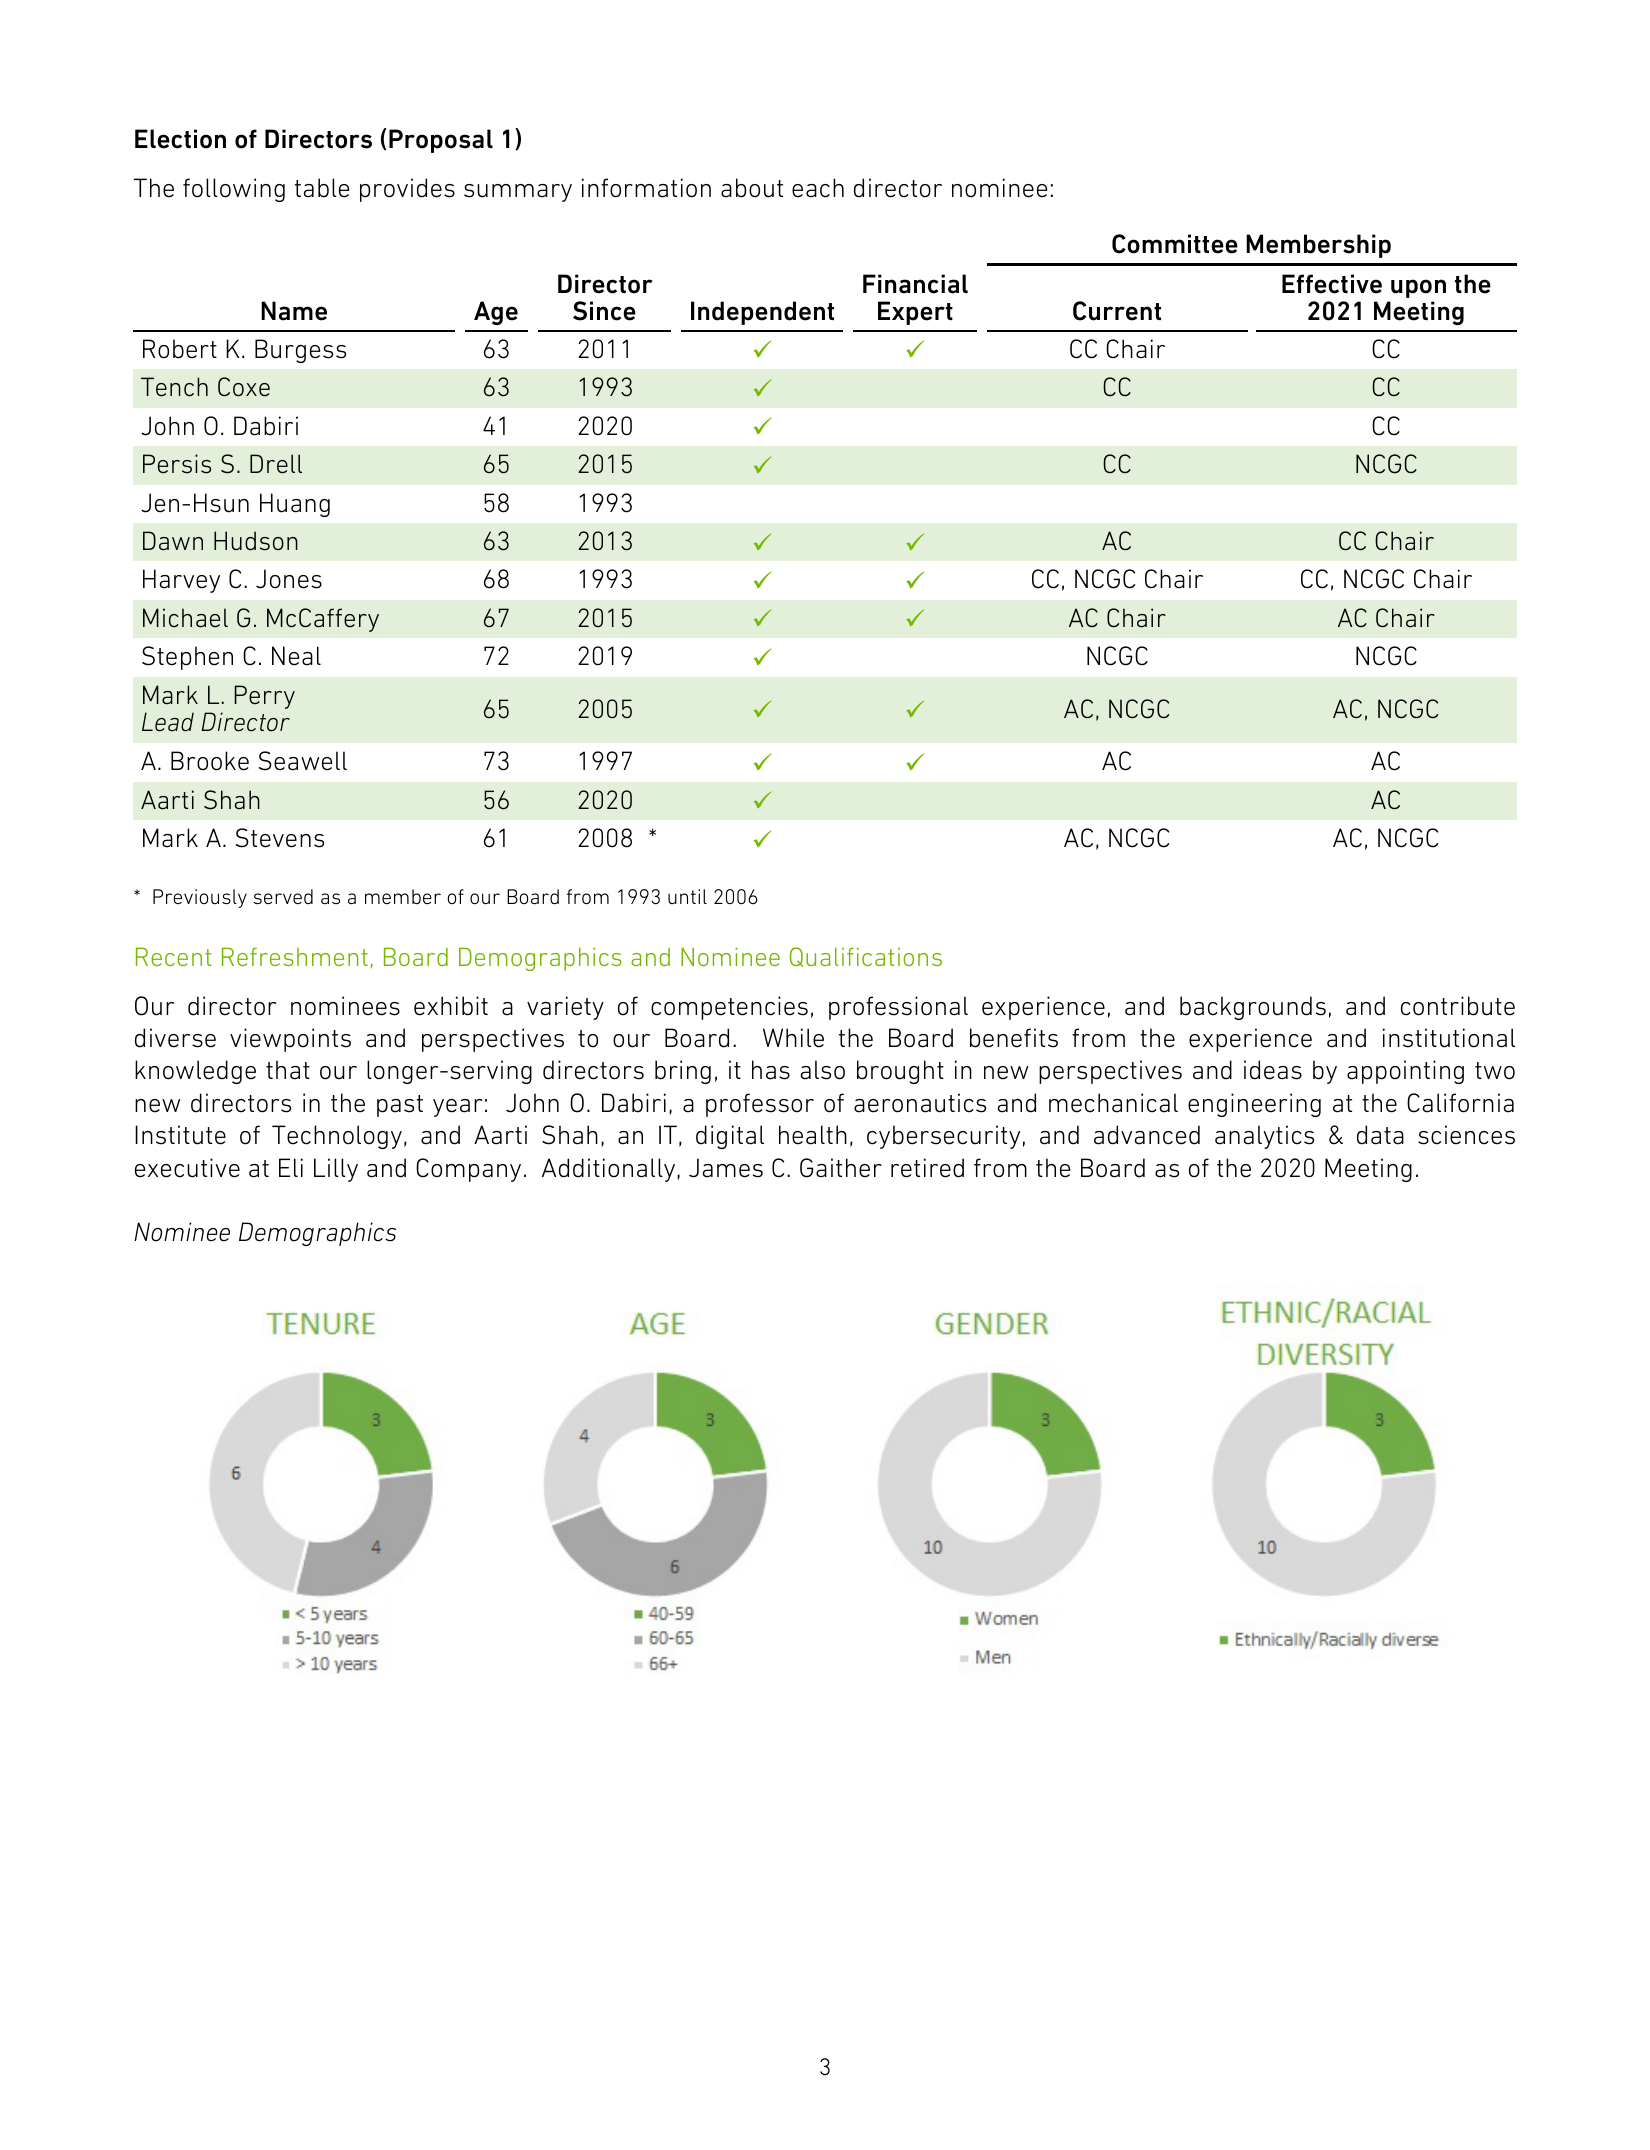 Election of Directors (Proposal 1)
The following table provides summary information about each director nominee:
Committee Membership
Name Age Director Since Independent Financial Expert Current Effective upon the 2021 Meeting
Robert K. Burgess 63 2011 ✓ ✓ CC Chair CC
Tench Coxe 63 1993 ✓ CC CC
John O. Dabiri 41 2020 ✓ CC
Persis S. Drell 65 2015 ✓ CC NCGC
Jen-Hsun Huang 58 1993
Dawn Hudson 63 2013 ✓ ✓ AC CC Chair
Harvey C. Jones 68 1993 ✓ ✓ CC, NCGC Chair CC, NCGC Chair
Michael G. McCaffery 67 2015 ✓ ✓ AC Chair AC Chair
Stephen C. Neal 72 2019 ✓ NCGC NCGC
Mark L. Perry
Lead Director 65 2005 ✓ ✓ AC, NCGC AC, NCGC
A. Brooke Seawell 73 1997 ✓ ✓ AC AC
Aarti Shah 56 2020 ✓ AC
Mark A. Stevens 61 2008 * ✓ AC, NCGC AC, NCGC
* Previously served as a member of our Board from 1993 until 2006
Recent Refreshment, Board Demographics and Nominee Qualifications
Our director nominees exhibit a variety of competencies, professional experience, and backgrounds, and contribute
diverse viewpoints and perspectives to our Board. While the Board benefits from the experience and institutional
knowledge that our longer-serving directors bring, it has also brought in new perspectives and ideas by appointing two
new directors in the past year: John O. Dabiri, a professor of aeronautics and mechanical engineering at the California
Institute of Technology, and Aarti Shah, an IT, digital health, cybersecurity, and advanced analytics & data sciences
executive at Eli Lilly and Company. Additionally, James C. Gaither retired from the Board as of the 2020 Meeting.
Nominee Demographics
TENURE
3
6
4
< 5 years
5-10 years
> 10 years
AGE
3
4
6
40-59
60-65
66+
GENDER
3
10
Women
Men
ETHNIC/RACIAL
DIVERSITY
3
10
Ethnically/Racially diverse
3